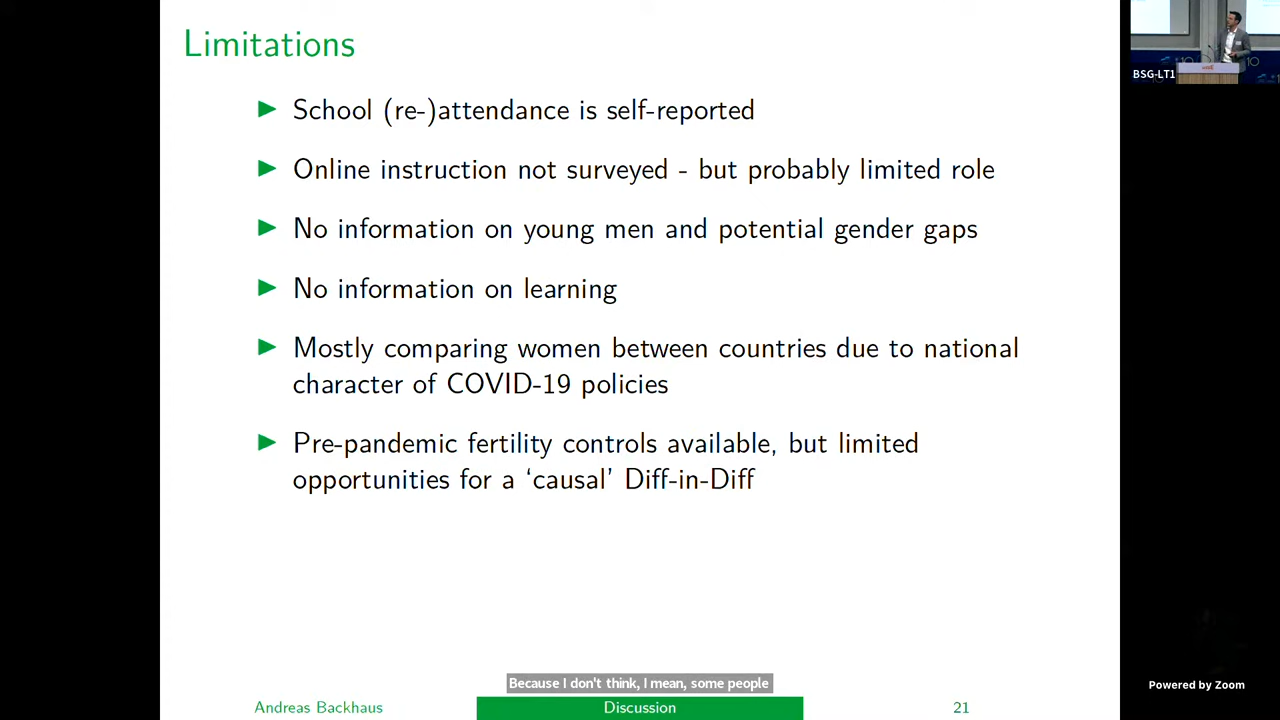 Limitations
School (re-)attendance is self-reported
Online instruction not surveyed - but probably limited role
No information on young men and potential gender gaps
No information on learning
Mostly comparing women between countries due to national
character of COVID-19 policies
Pre-pandemic fertility controls available, but limited
opportunities for a ‘causal’ Diff-in-Diff
Because I don't think, I mean, some people
Andreas Backhaus
Discussion
21
BSG-LT1
Powered by Zoom